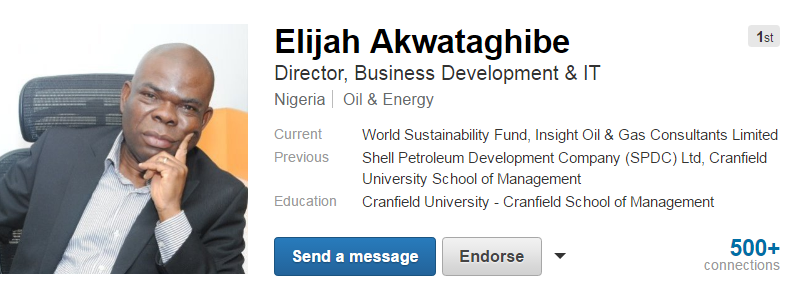 Elijah Akwataghibe
1st
Director, Business Development & IT
Nigeria | Oil & Energy
Current World Sustainability Fund, Insight Oil & Gas Consultants Limited
Previous Shell Petroleum Development Company (SPDC) Ltd, Cranfield
University School of Management
Education Cranfield University - Cranfield School of Management
Send a message Endorse 500+
connections